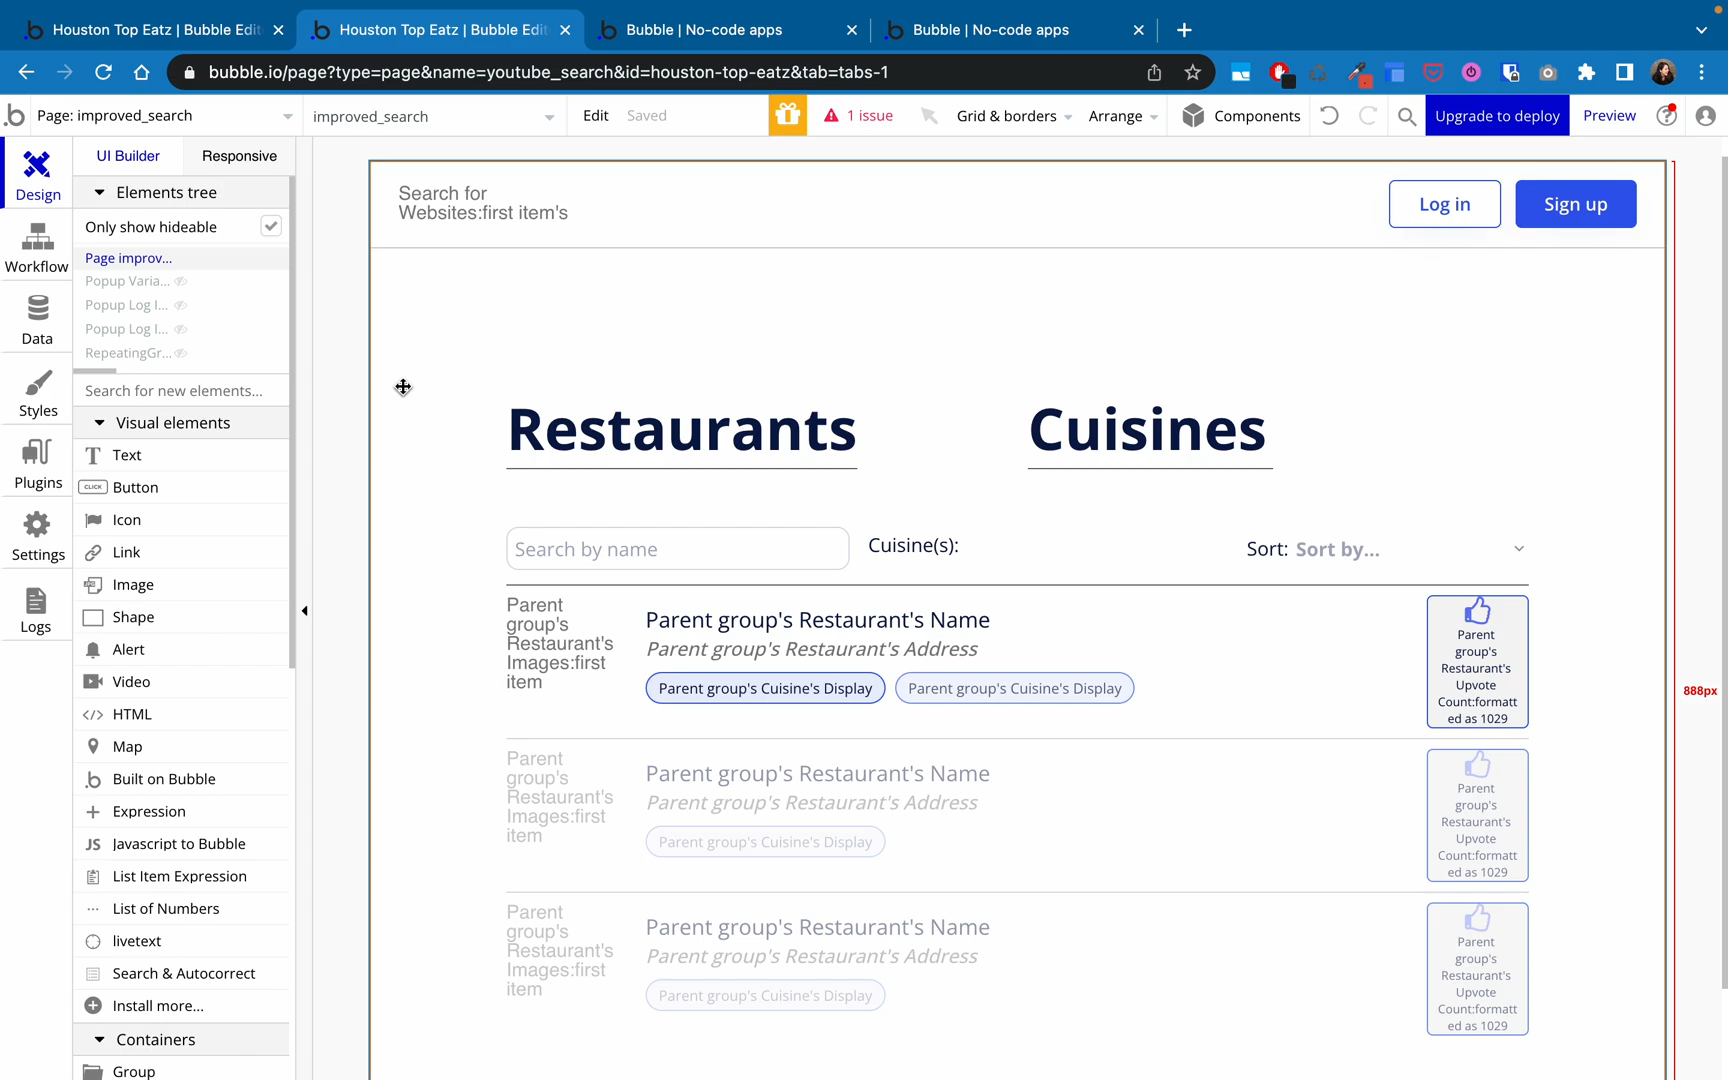 Houston Top Eatz | Bubble Edit
Houston Top Eatz | Bubble Edit
Bubble | No-code apps
Bubble | No-code apps
bubble.io/page?type=page&name=youtube_search&id=houston-top-eatz&tab=tabs-1
Page: improved_search
improved_search
Edit
Saved
1 issue
Grid & borders
Arrange
Components
Upgrade to deploy
Preview
Design
Workflow
Data
Styles
Plugins
Settings
Logs
UI Builder
Responsive
Elements tree
Only show hideable
Page improv...
Popup Varia...
Popup Log I...
Popup Log I...
RepeatingGr...
Search for new elements...
Visual elements
Text
CLICK Button
Icon
Link
Image
Shape
Alert
Video
HTML
Map
Built on Bubble
Expression
JS Javascript to Bubble
List Item Expression
List of Numbers
livetext
Search & Autocorrect
Install more...
Containers
Group
Search for
Websites:first item's
Log in
Sign up
Restaurants
Cuisines
Search by name
Cuisine(s):
Sort: Sort by...
Parent
group's
Restaurant's
Images:first
item
Parent group's Restaurant's Name
Parent group's Restaurant's Address
Parent group's Cuisine's Display
Parent group's Cuisine's Display
Parent
group's
Restaurant's
Upvote
Count:formatt
ed as 1029
Parent
group's
Restaurant's
Images:first
item
Parent group's Restaurant's Name
Parent group's Restaurant's Address
Parent group's Cuisine's Display
Parent
group's
Restaurant's
Upvote
Count:formatt
ed as 1029
Parent
group's
Restaurant's
Images:first
item
Parent group's Restaurant's Name
Parent group's Restaurant's Address
Parent group's Cuisine's Display
Parent
group's
Restaurant's
Upvote
Count:formatt
ed as 1029
888px